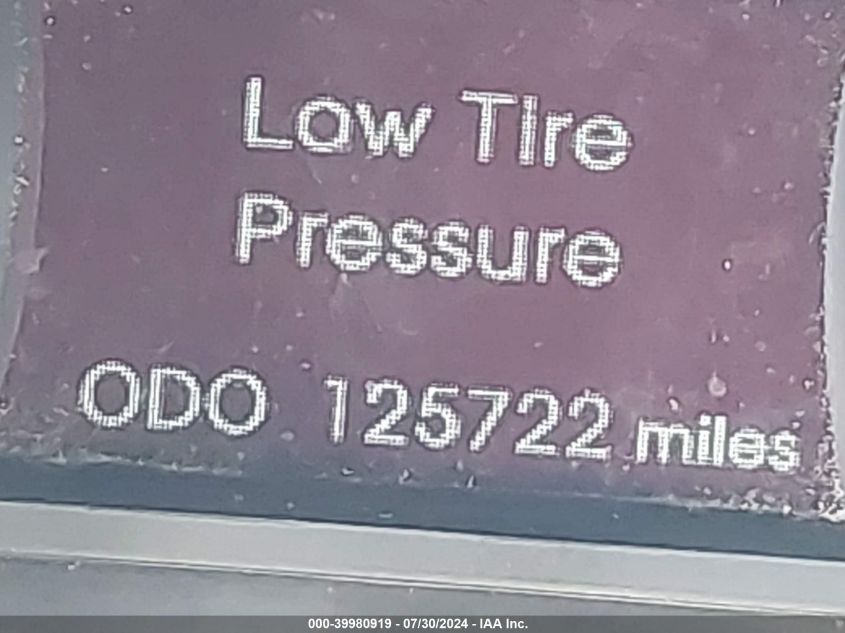 Low Tire
Pressure
ODO 125722 miles
000-39980919 - 07/30/2024 - IAA Inc.